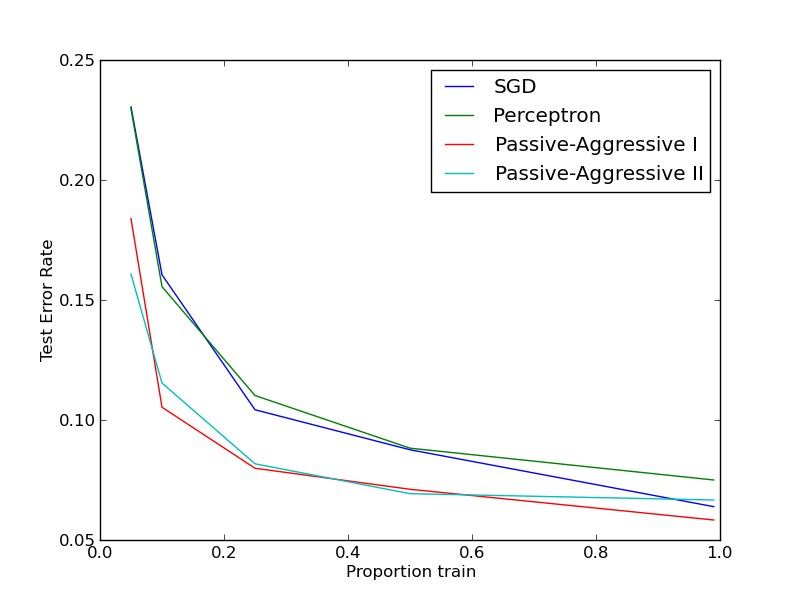 0.25
0.20
0.15
0.10
0.05
Test Error Rate
SGD
Perceptron
Passive-Aggressive I
Passive-Aggressive II
0.0 0.2 0.4 0.6 0.8 1.0
Proportion train